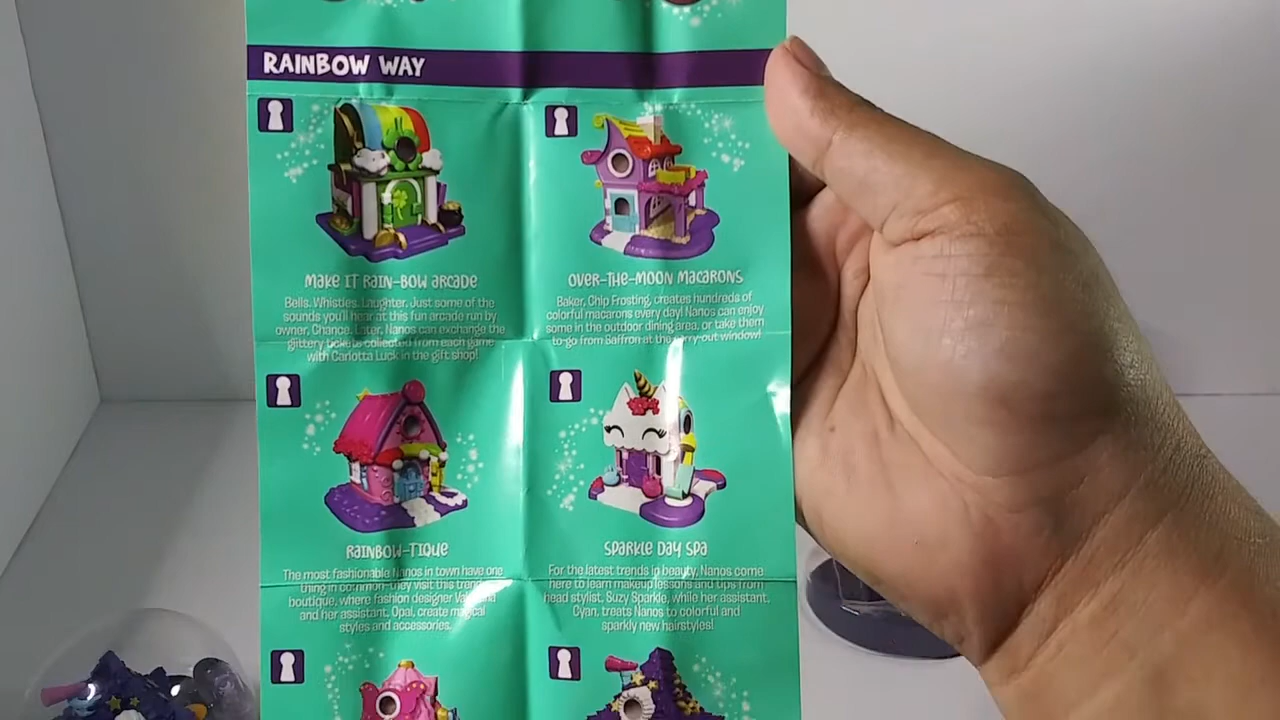 RAINBOW WAY
MAKE IT RAIN-BOW ARCADE
Bells. Whistles. Laughter. Just some of the
sounds you'll hear at this fun arcade run by
owner, Chance. Later, Nanos can exchange the
glittery tickets collected from each game
with Carlotta Luck in the gift shop!
OVER-THE-MOON MACARONS
Baker, Chip Frosting, creates hundreds of
colorful macarons every day! Nanos can enjoy
some in the outdoor dining area, or take them
to-go from Saffron at the carry-out window!
RAINBOW-TIQUE
The most fashionable Nanos in town have one
thing in common–they visit this
boutique, where fashion designer
and her assistant, Opal, create magical
styles and accessories.
SPARKLE DAY SPA
For the latest trends in beauty, Nanos come
here to learn makeup lessons and tips from
head stylist, Suzy Sparkle, while her assistant,
Cyan, treats Nanos to colorful and
sparkly new hairstyles!